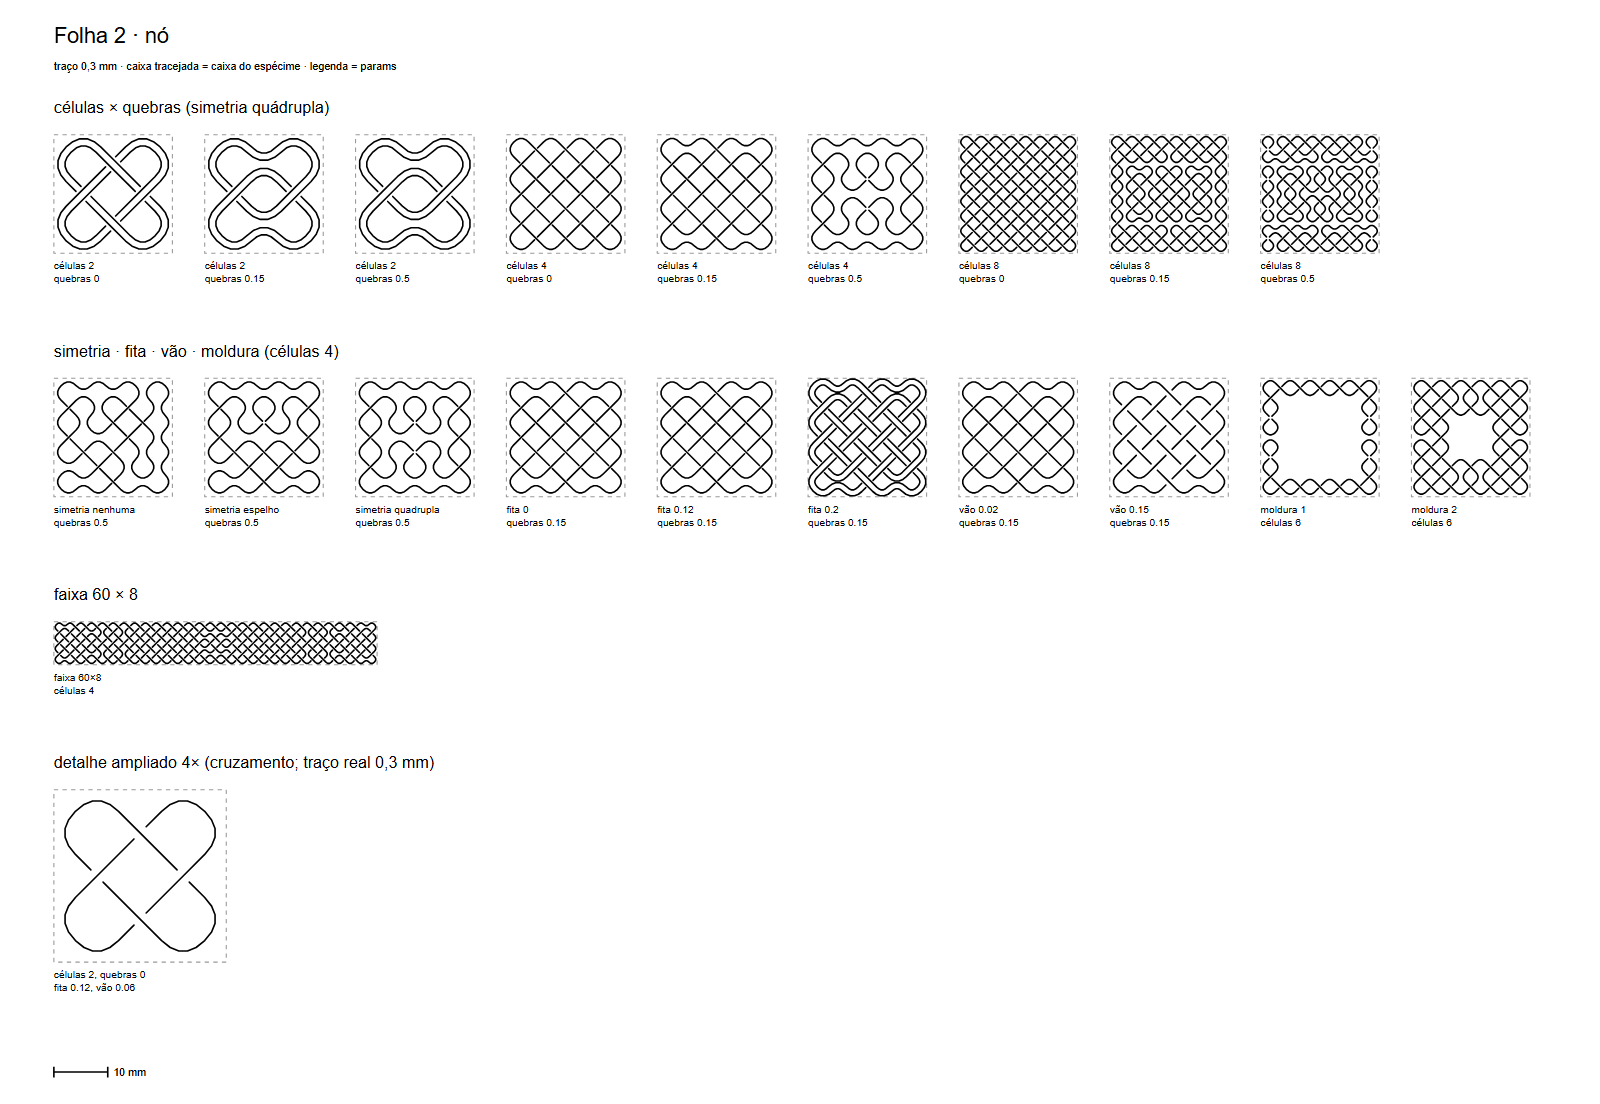 Folha 2 · nó
traço 0,3 mm · caixa tracejada = caixa do espécime · legenda = params
células × quebras (simetria quádrupla)
células 2
quebras 0
células 2
quebras 0.15
células 2
quebras 0.5
células 4
quebras 0
células 4
quebras 0.15
células 4
quebras 0.5
células 8
quebras 0
células 8
quebras 0.15
células 8
quebras 0.5
simetria · fita · vão · moldura (células 4)
simetria nenhuma
quebras 0.5
simetria espelho
quebras 0.5
simetria quadrupla
quebras 0.5
fita 0
quebras 0.15
fita 0.12
quebras 0.15
fita 0.2
quebras 0.15
vão 0.02
quebras 0.15
vão 0.15
quebras 0.15
moldura 1
células 6
moldura 2
células 6
faixa 60 × 8
faixa 60×8
células 4
detalhe ampliado 4× (cruzamento; traço real 0,3 mm)
células 2, quebras 0
fita 0.12, vão 0.06
10 mm